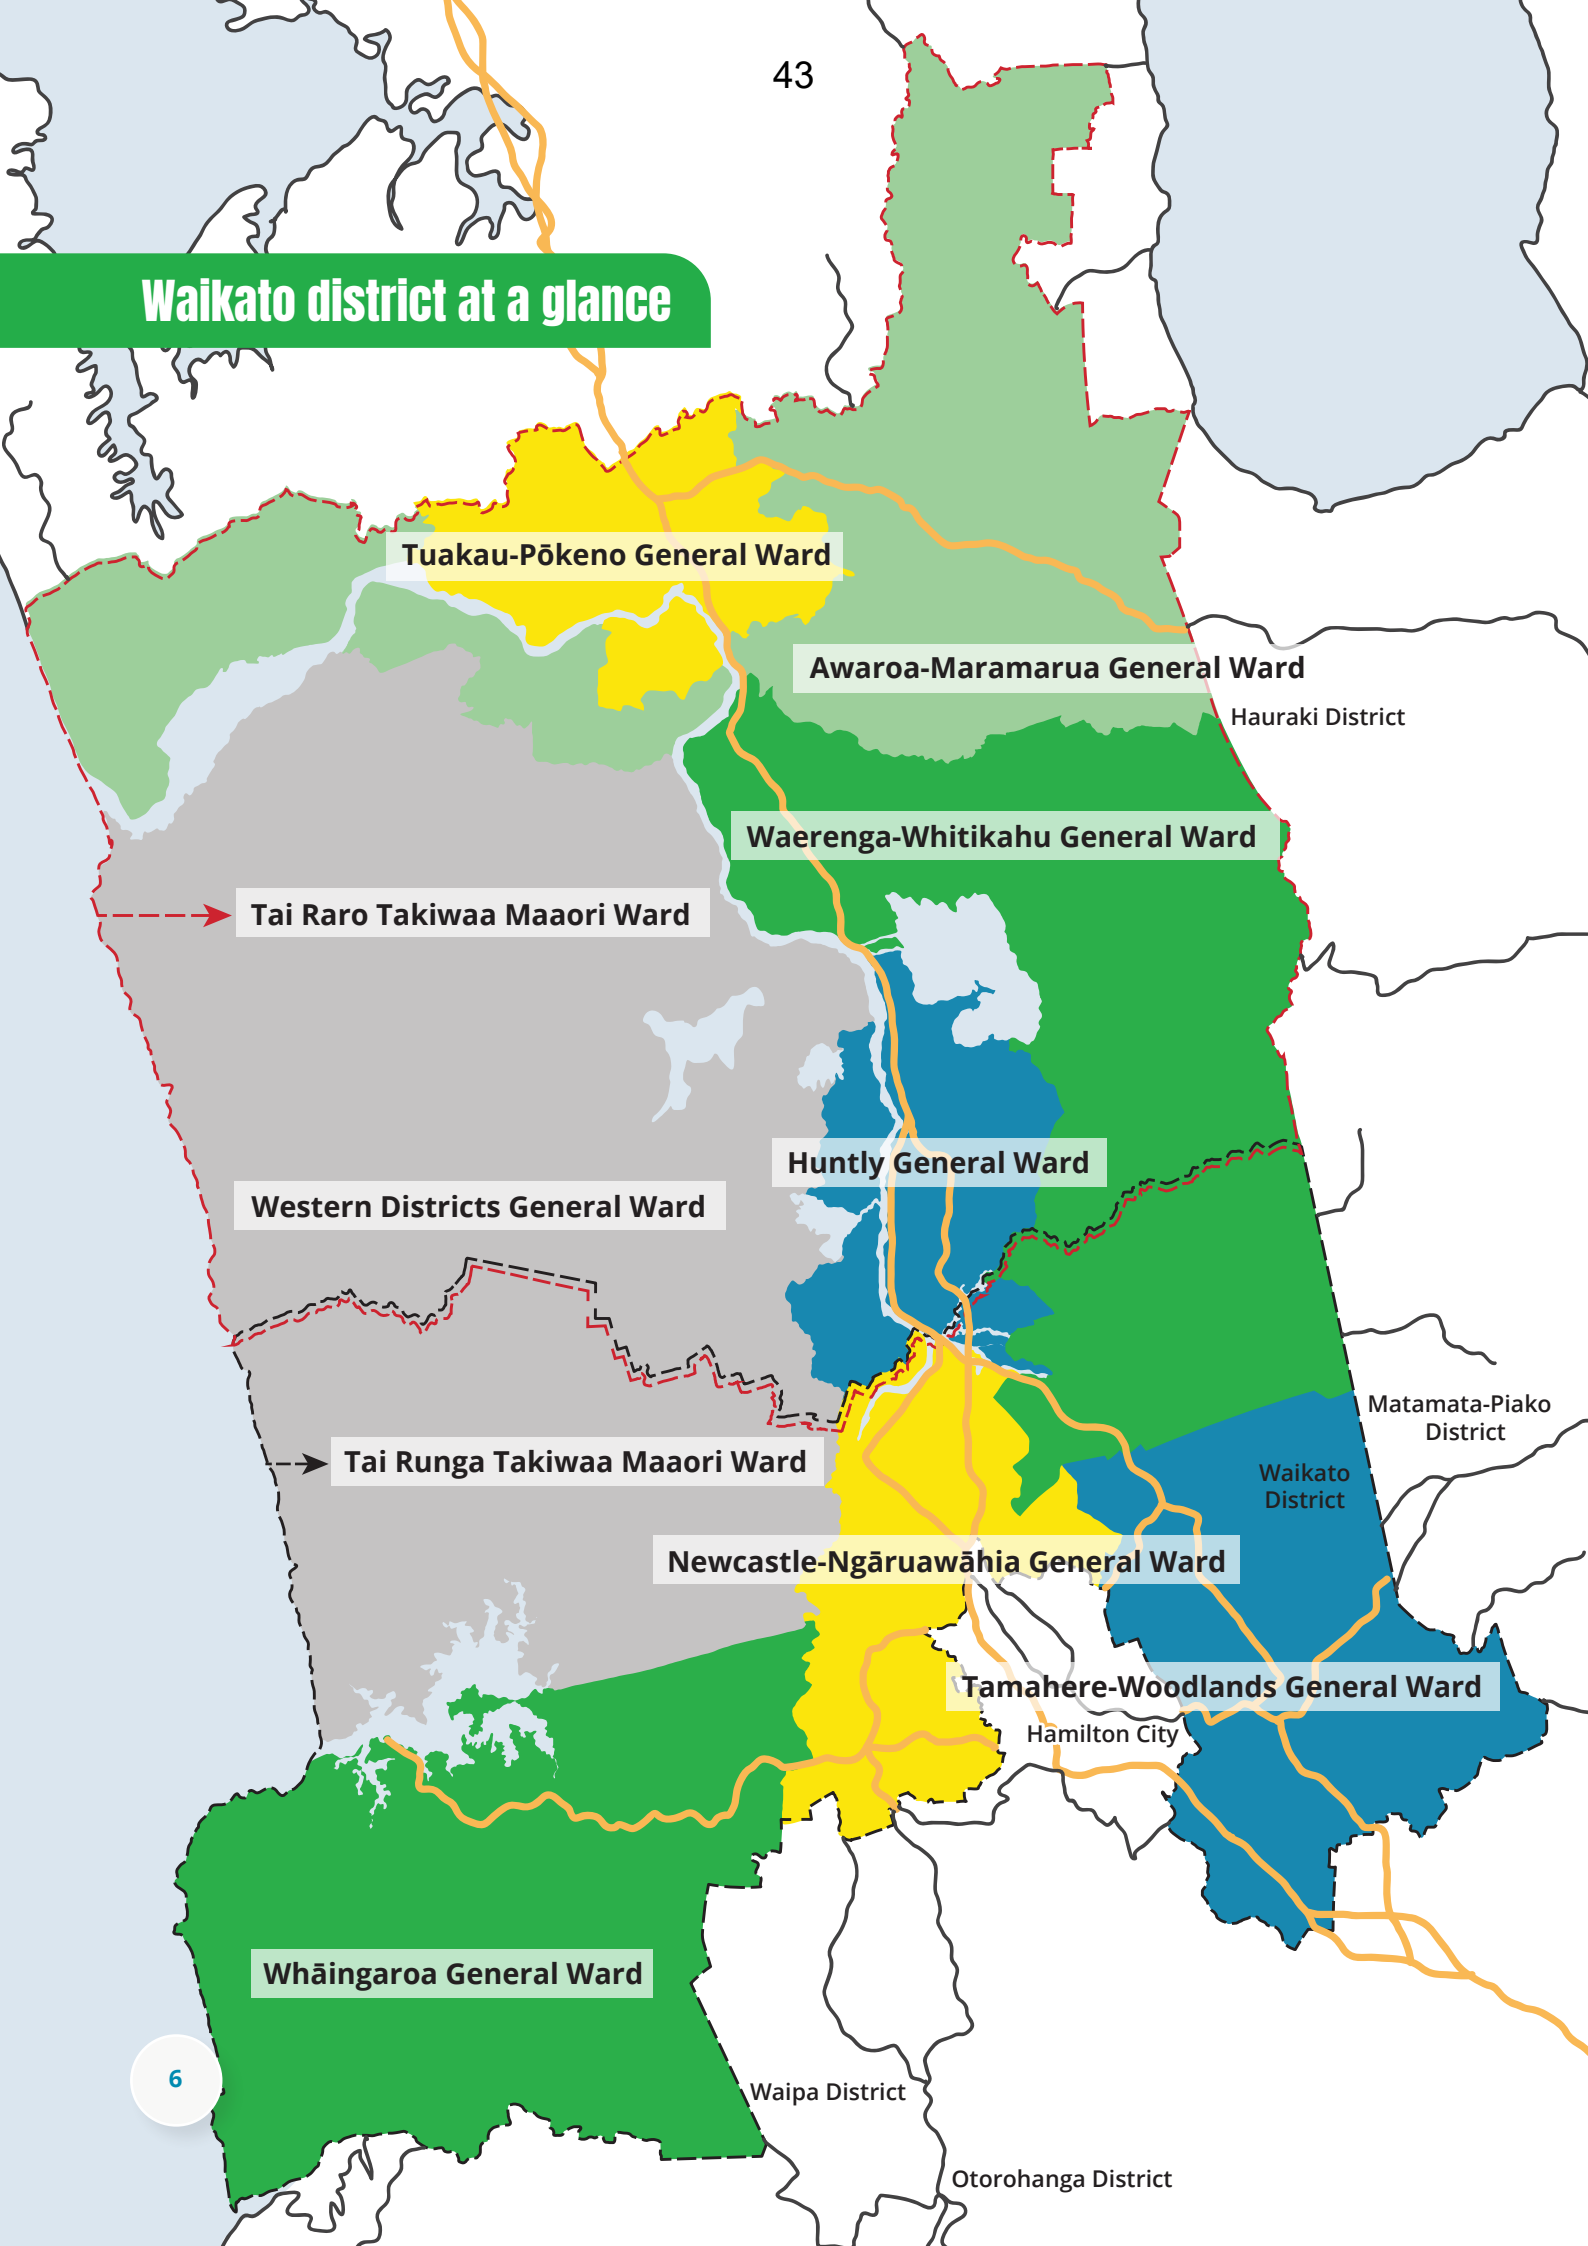 43
Waikato district at a glance
Tuakau-Pōkeno General Ward
Awaroa-Maramarua General Ward
Hauraki District
Waerenga-Whitikahu General Ward
Tai Raro Takiwaa Maaori Ward
Huntly General Ward
Western Districts General Ward
Matamata-Piako
District
Tai Runga Takiwaa Maaori Ward
Waikato
District
Newcastle-Ngāruawāhia General Ward
Tamahere-Woodlands General Ward
Hamilton City
Whāingaroa General Ward
6
Waipa District
Otorohanga District